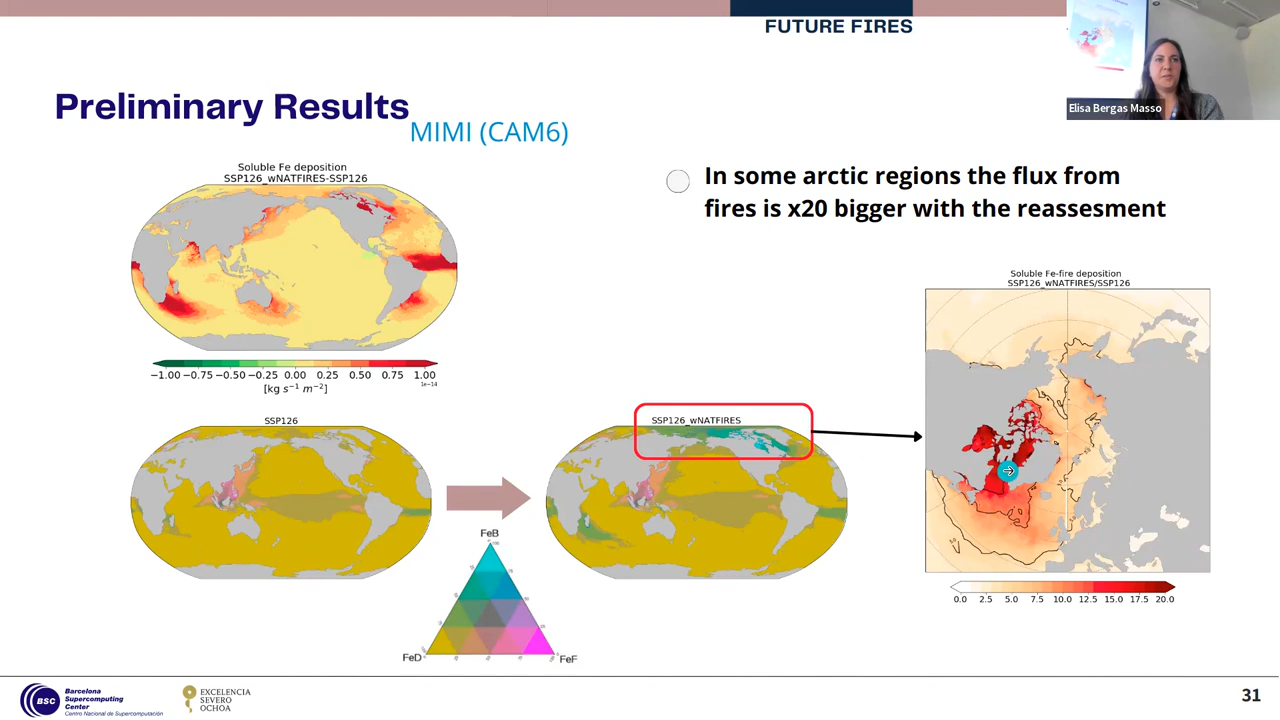 FUTURE FIRES
Elisa Bergas Masso
Preliminary Results
MIMI (CAM6)
Soluble Fe deposition
SSP126_wNATFIRES-SSP126
−1.00 −0.75 −0.50 −0.25 0.00 0.25 0.50 0.75 1.00
1e−14
[kg s⁻¹ m⁻²]
In some arctic regions the flux from
fires is x20 bigger with the reassesment
Soluble Fe-fire deposition
SSP126_wNATFIRES/SSP126
0.0 2.5 5.0 7.5 10.0 12.5 15.0 17.5 20.0
SSP126
SSP126_wNATFIRES
FeB
FeD
FeF
BSC
Barcelona
Supercomputing
Center
Centro Nacional de Supercomputación
EXCELENCIA
SEVERO
OCHOA
31